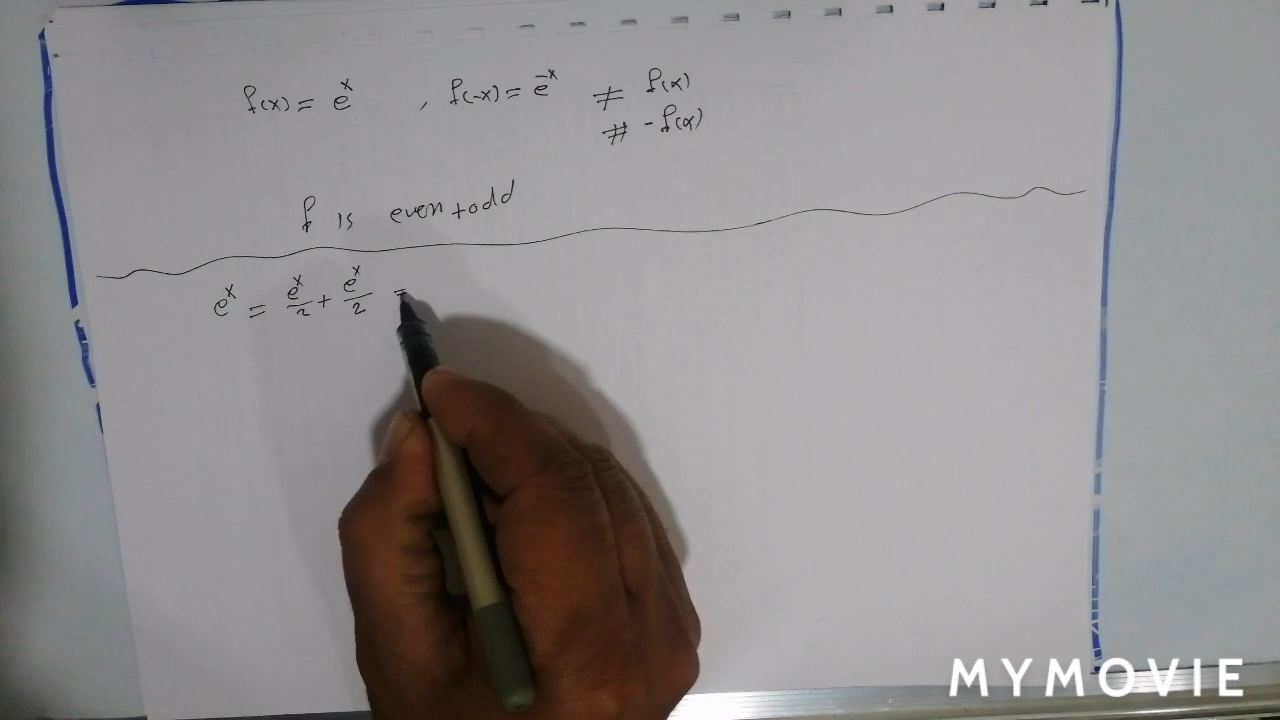 f(x) = e^x , f(-x) = e^-x ≠ f(x)
≠ -f(x)
f is even + odd
e^x = e^x/2 + e^x/2 =
MYMOVIE